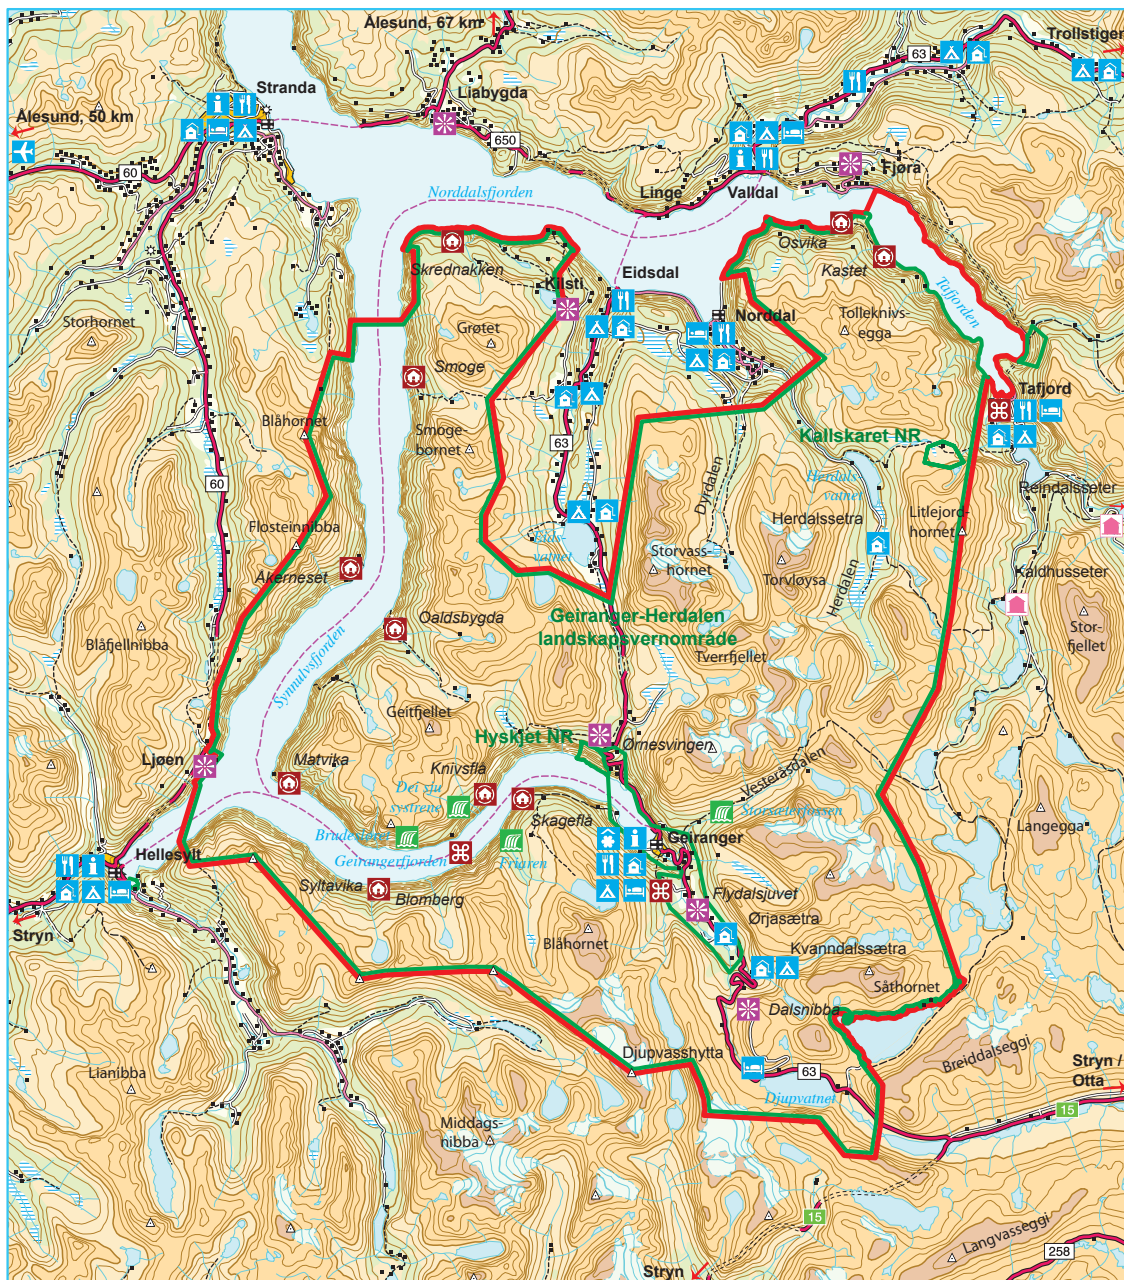 Ålesund, 67 km
Trollstigen
63
Stranda
Liabygda
Ålesund, 50 km
650
60
Linge
Valldal
Fjøra
Norddalsfjorden
Osvika
Skrednakken
Kastet
Eidsdal
Kilsti
Tafjorden
Norddal
Tolleknivs-
egga
Storhornet
Grøtet
Smoge
Tafjord
Blåhornet
Smoge-
bornet
63
Kallskaret NR
Herdals-
vatnet
Dyrdalen
60
Reindalsseter
Herdalssetra
Litlejord-
hornet
Flosteinnibba
Eids-
vatnet
Storvass-
hornet
Åkerneset
Torvløysa
Herdalen
Kaldhusseter
Geiranger-Herdalen
landskapsvernområde
Oaldsbygda
Blåfjellnibba
Stor-
fjellet
Tverrfjellet
Synnulvsfjorden
Geitfjellet
Hyskjet NR
Ørnesvingen
Ljøen
Matvika
Knivsflå
Vesteråsdalen
Dei sju
systrene
Storsæterfossen
Skageflå
Brudesløret
Langegga
Geiranger
Hellesylt
Geirangerfjorden
Friaren
Syltavika
Blomberg
Flydalsjuvet
Ørjasætra
Stryn
Blåhornet
Kvanndalssætra
Såthornet
Dalsnibba
Djupvasshytta
Breiddalseggi
Lianibba
63
Stryn /
Otta
Djupvatnet
15
Middags-
nibba
15
Langvasseggi
258
Stryn